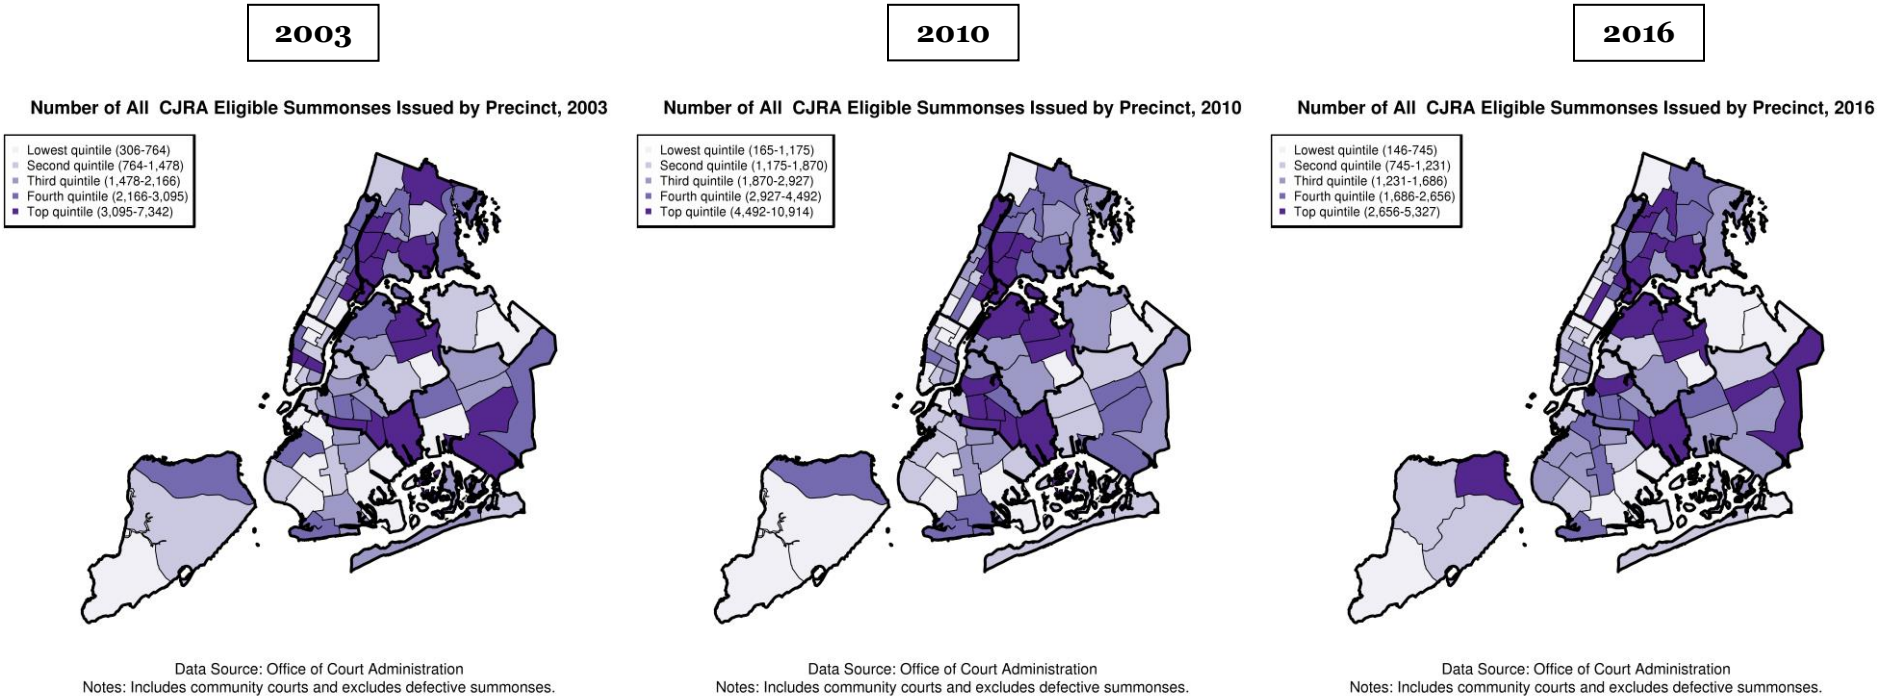 2003
Number of All CJRA Eligible Summonses Issued by Precinct, 2003
Lowest quintile (306-764)
Second quintile (764-1,478)
Third quintile (1,478-2,166)
Fourth quintile (2,166-3,095)
Top quintile (3,095-7,342)
Data Source: Office of Court Administration
Notes: Includes community courts and excludes defective summonses.
2010
Number of All CJRA Eligible Summonses Issued by Precinct, 2010
Lowest quintile (165-1,175)
Second quintile (1,175-1,870)
Third quintile (1,870-2,927)
Fourth quintile (2,927-4,492)
Top quintile (4,492-10,914)
Data Source: Office of Court Administration
Notes: Includes community courts and excludes defective summonses.
2016
Number of All CJRA Eligible Summonses Issued by Precinct, 2016
Lowest quintile (146-745)
Second quintile (745-1,231)
Third quintile (1,231-1,686)
Fourth quintile (1,686-2,656)
Top quintile (2,656-5,327)
Data Source: Office of Court Administration
Notes: Includes community courts and excludes defective summonses.